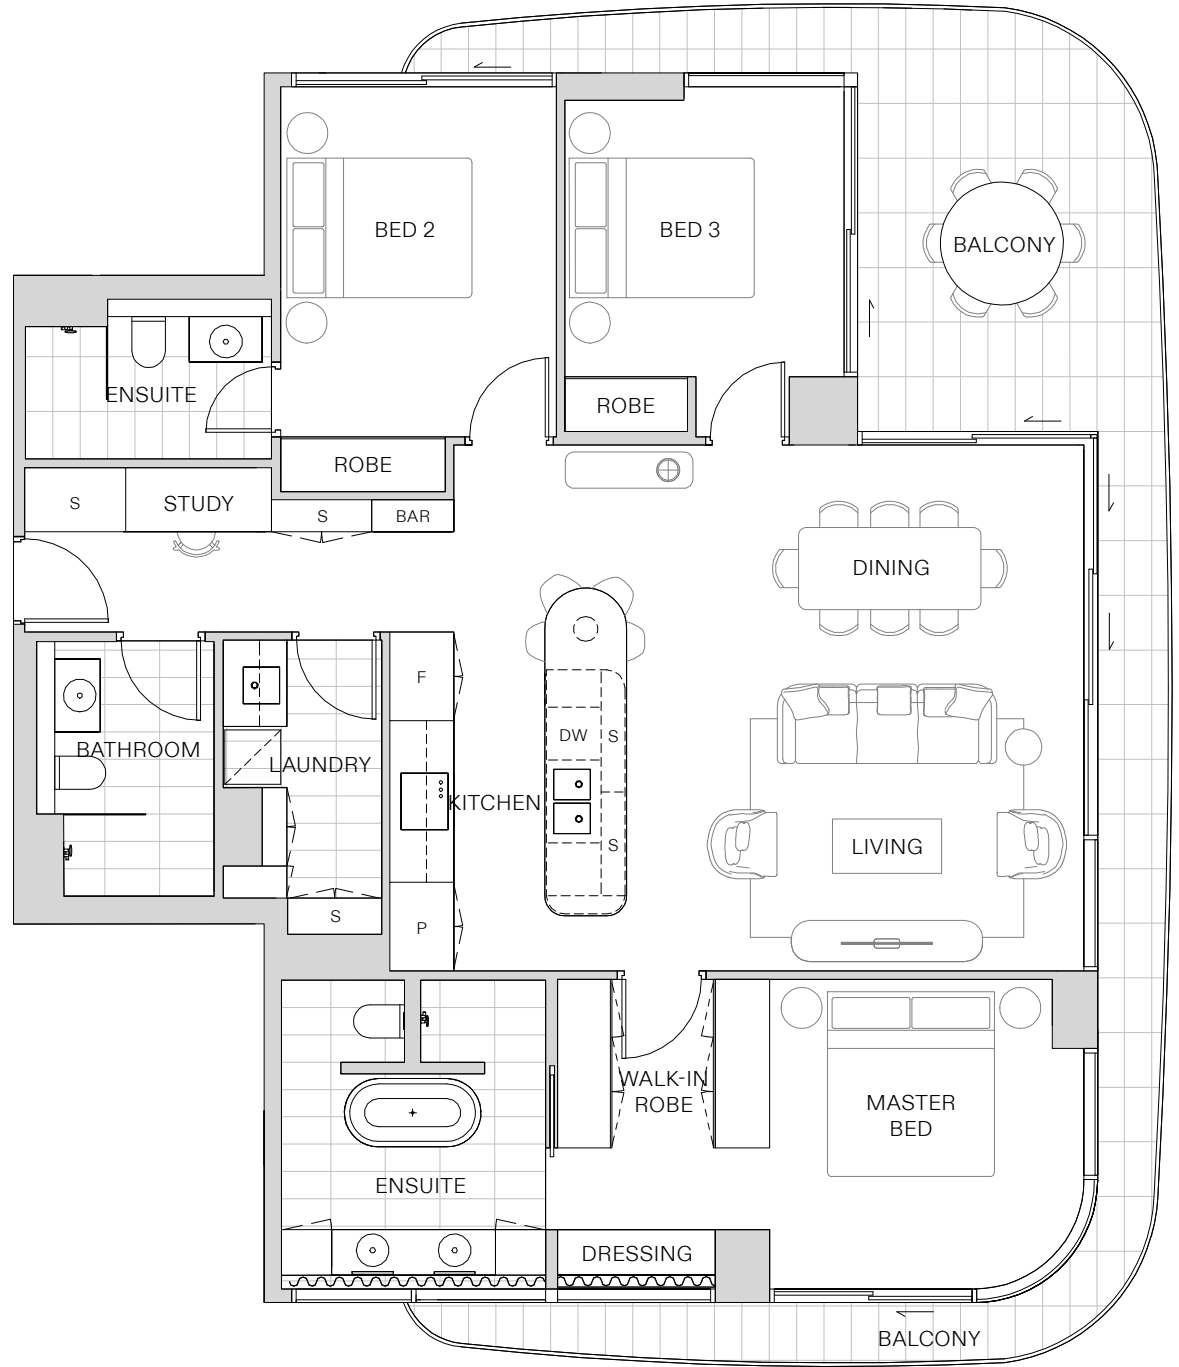 BED 2
BED 3
BALCONY
ENSUITE
ROBE
ROBE
S
STUDY
S
BAR
DINING
F
DW
S
BATHROOM
LAUNDRY
KITCHEN
LIVING
S
S
P
WALK-IN
ROBE
MASTER
BED
ENSUITE
DRESSING
BALCONY